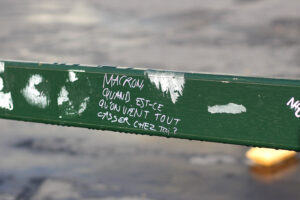 MACRON
QUAND EST-CE
QU'ON VIENT TOUT
CASSER CHEZ TOI ?